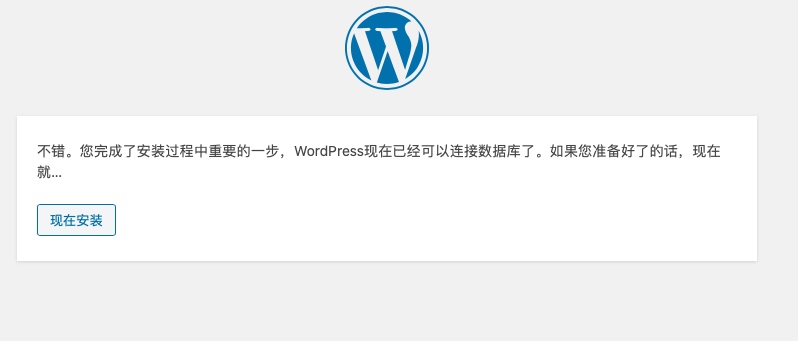 不错。您完成了安装过程中重要的一步，WordPress现在已经可以连接数据库了。如果您准备好了的话，现在
就...
现在安装